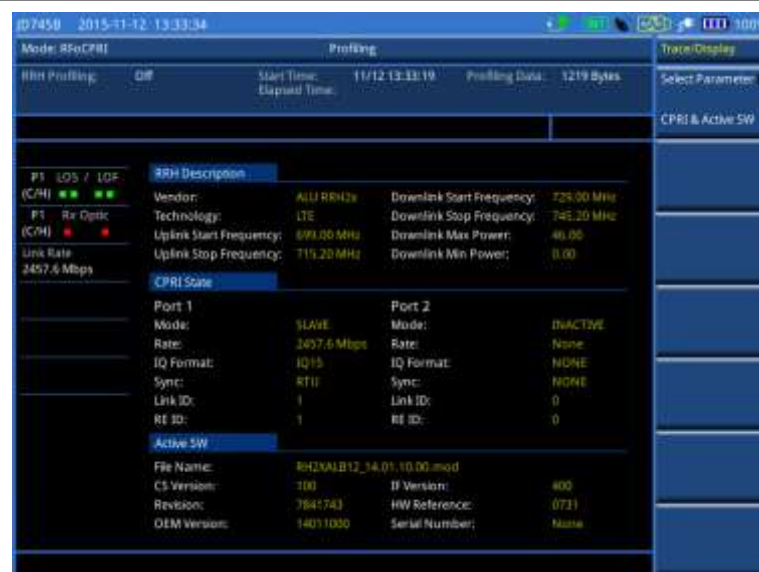 JD745B 2015-11-12 13:33:34 100%
Mode: RFoCPRI Profiling Trace/Display
RRH Profiling: Off Start Time: 11/12 13:33:19 Profiling Data: 1219 Bytes Select Parameter
Elapsed Time:
CPRI & Active SW
P1 LOS / LOF RRH Description
(C/H) Vendor: ALU RRH2x Downlink Start Frequency: 729.00 MHz
P1 Rx Optic Technology: LTE Downlink Stop Frequency: 745.20 MHz
(C/H) Uplink Start Frequency: 699.00 MHz Downlink Max Power: 46.00
Link Rate Uplink Stop Frequency: 715.20 MHz Downlink Min Power: 0.00
2457.6 Mbps
CPRI State
Port 1 Port 2
Mode: SLAVE Mode: INACTIVE
Rate: 2457.6 Mbps Rate: None
IQ Format: IQ15 IQ Format: NONE
Sync: RTU Sync: NONE
Link ID: 1 Link ID: 0
RE ID: 1 RE ID: 0
Active SW
File Name: RH2XALB12_14.01.10.00.mod
CS Version: 100 IF Version: 400
Revision: 7841743 HW Reference: 0731
OEM Version: 14011000 Serial Number: None